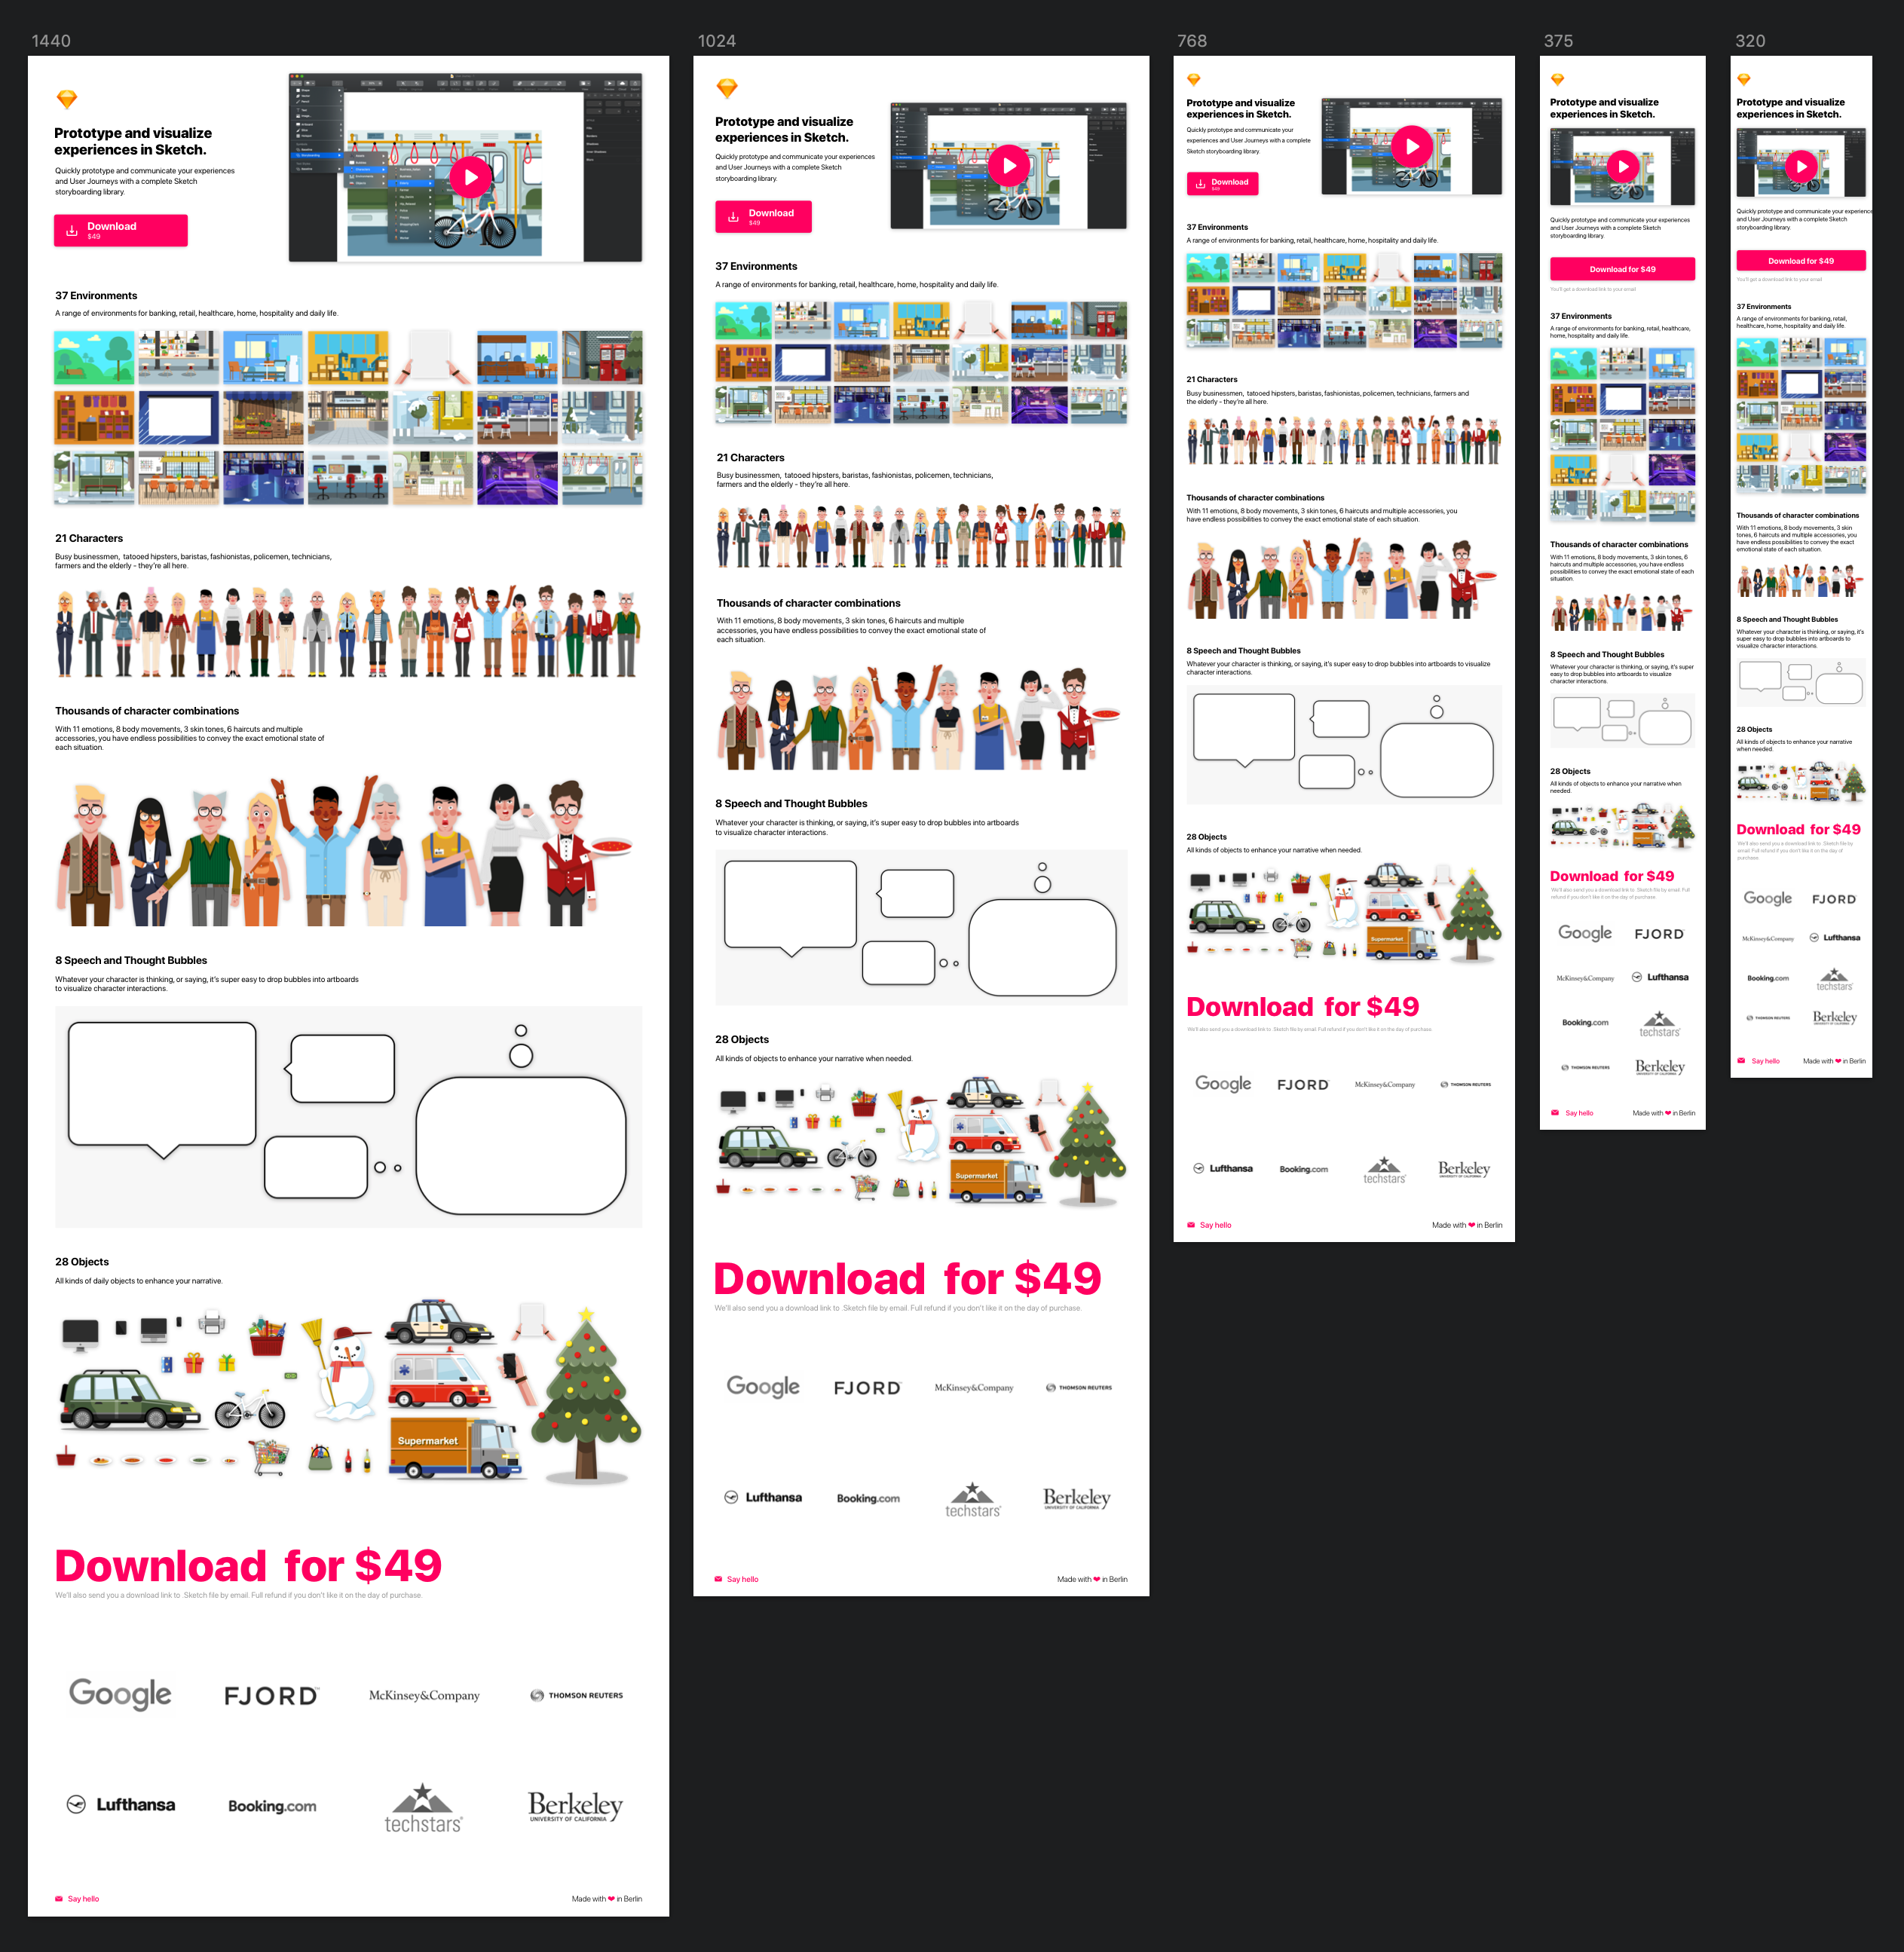 1440
Prototype and visualize
experiences in Sketch.
Quickly prototype and communicate your experiences
and User Journeys with a complete Sketch
storyboarding library.
Download
$49
37 Environments
A range of environments for banking, retail, healthcare, home, hospitality and daily life.
21 Characters
Busy businessmen, tatooed hipsters, baristas, fashionistas, policemen, technicians,
farmers and the elderly - they're all here.
Thousands of character combinations
With 11 emotions, 8 body movements, 3 skin tones, 6 haircuts and multiple
accessories, you have endless possibilities to convey the exact emotional state of
each situation.
8 Speech and Thought Bubbles
Whatever your character is thinking, or saying, it's super easy to drop bubbles into artboards
to visualize character interactions.
28 Objects
All kinds of daily objects to enhance your narrative.
Supermarket
Download for $49
We'll also send you a download link to .Sketch file by email. Full refund if you don't like it on the day of purchase.
Google
FJORD
McKinsey&Company
THOMSON REUTERS
Lufthansa
Booking.com
techstars
Berkeley
UNIVERSITY OF CALIFORNIA
Say hello
Made with ❤ in Berlin
1024
Prototype and visualize
experiences in Sketch.
Quickly prototype and communicate your experiences
and User Journeys with a complete Sketch
storyboarding library.
Download
$49
37 Environments
A range of environments for banking, retail, healthcare, home, hospitality and daily life.
21 Characters
Busy businessmen, tatooed hipsters, baristas, fashionistas, policemen, technicians,
farmers and the elderly - they're all here.
Thousands of character combinations
With 11 emotions, 8 body movements, 3 skin tones, 6 haircuts and multiple
accessories, you have endless possibilities to convey the exact emotional state of
each situation.
8 Speech and Thought Bubbles
Whatever your character is thinking, or saying, it's super easy to drop bubbles into artboards
to visualize character interactions.
28 Objects
All kinds of objects to enhance your narrative when needed.
Supermarket
Download for $49
We'll also send you a download link to .Sketch file by email. Full refund if you don't like it on the day of purchase.
Google
FJORD
McKinsey&Company
THOMSON REUTERS
Lufthansa
Booking.com
techstars
Berkeley
UNIVERSITY OF CALIFORNIA
Say hello
Made with ❤ in Berlin
768
Prototype and visualize
experiences in Sketch.
Quickly prototype and communicate your
experiences and User Journeys with a complete
Sketch storyboarding library.
Download
$49
37 Environments
A range of environments for banking, retail, healthcare, home, hospitality and daily life.
21 Characters
Busy businessmen, tatooed hipsters, baristas, fashionistas, policemen, technicians, farmers and
the elderly - they're all here.
Thousands of character combinations
With 11 emotions, 8 body movements, 3 skin tones, 6 haircuts and multiple accessories, you
have endless possibilities to convey the exact emotional state of each situation.
8 Speech and Thought Bubbles
Whatever your character is thinking, or saying, it's super easy to drop bubbles into artboards to visualize
character interactions.
28 Objects
All kinds of objects to enhance your narrative when needed.
Supermarket
Download for $49
We'll also send you a download link to .Sketch file by email. Full refund if you don't like it on the day of purchase.
Google
FJORD
McKinsey&Company
THOMSON REUTERS
Lufthansa
Booking.com
techstars
Berkeley
Say hello
Made with ❤ in Berlin
375
Prototype and visualize
experiences in Sketch.
Quickly prototype and communicate your experiences
and User Journeys with a complete Sketch
storyboarding library.
Download for $49
You'll get a download link to your email
37 Environments
A range of environments for banking, retail, healthcare,
home, hospitality and daily life.
Thousands of character combinations
With 11 emotions, 8 body movements, 3 skin tones, 6
haircuts and multiple accessories, you have endless
possibilities to convey the exact emotional state of each
situation.
8 Speech and Thought Bubbles
Whatever your character is thinking, or saying, it's super
easy to drop bubbles into artboards to visualize
character interactions.
28 Objects
All kinds of objects to enhance your narrative when
needed.
Download for $49
We'll also send you a download link to .Sketch file by email. Full
refund if you don't like it on the day of purchase.
Google
FJORD
McKinsey&Company
Lufthansa
Booking.com
techstars
THOMSON REUTERS
Berkeley
Say hello
Made with ❤ in Berlin
320
Prototype and visualize
experiences in Sketch.
Quickly prototype and communicate your experience
and User Journeys with a complete Sketch
storyboarding library.
Download for $49
You'll get a download link to your email
37 Environments
A range of environments for banking, retail,
healthcare, home, hospitality and daily life.
Thousands of character combinations
With 11 emotions, 8 body movements, 3 skin
tones, 6 haircuts and multiple accessories, you
have endless possibilities to convey the exact
emotional state of each situation.
8 Speech and Thought Bubbles
Whatever your character is thinking, or saying, it's
super easy to drop bubbles into artboards to
visualize character interactions.
28 Objects
All kinds of objects to enhance your narrative
when needed.
Download for $49
We'll also send you a download link to .Sketch file by
email. Full refund if you don't like it on the day of
purchase.
Google
FJORD
McKinsey&Company
Lufthansa
Booking.com
techstars
THOMSON REUTERS
Berkeley
Say hello
Made with ❤ in Berlin